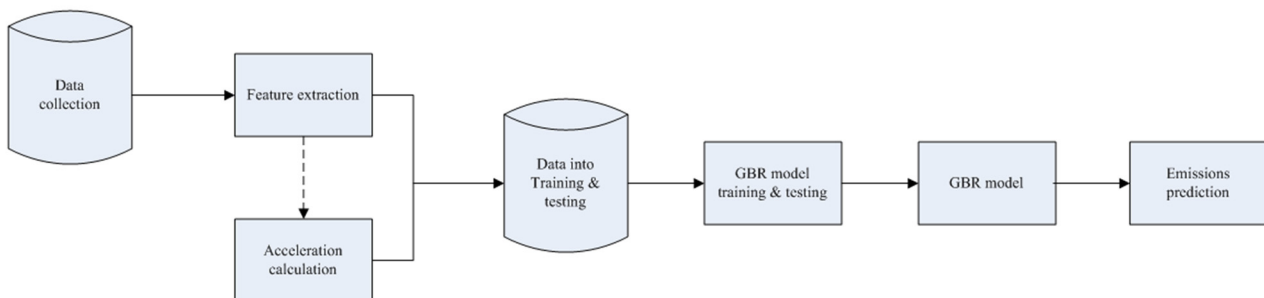 Data
collection
Feature extraction
Acceleration
calculation
Data into
Training &
testing
GBR model
training & testing
GBR model
Emissions
prediction